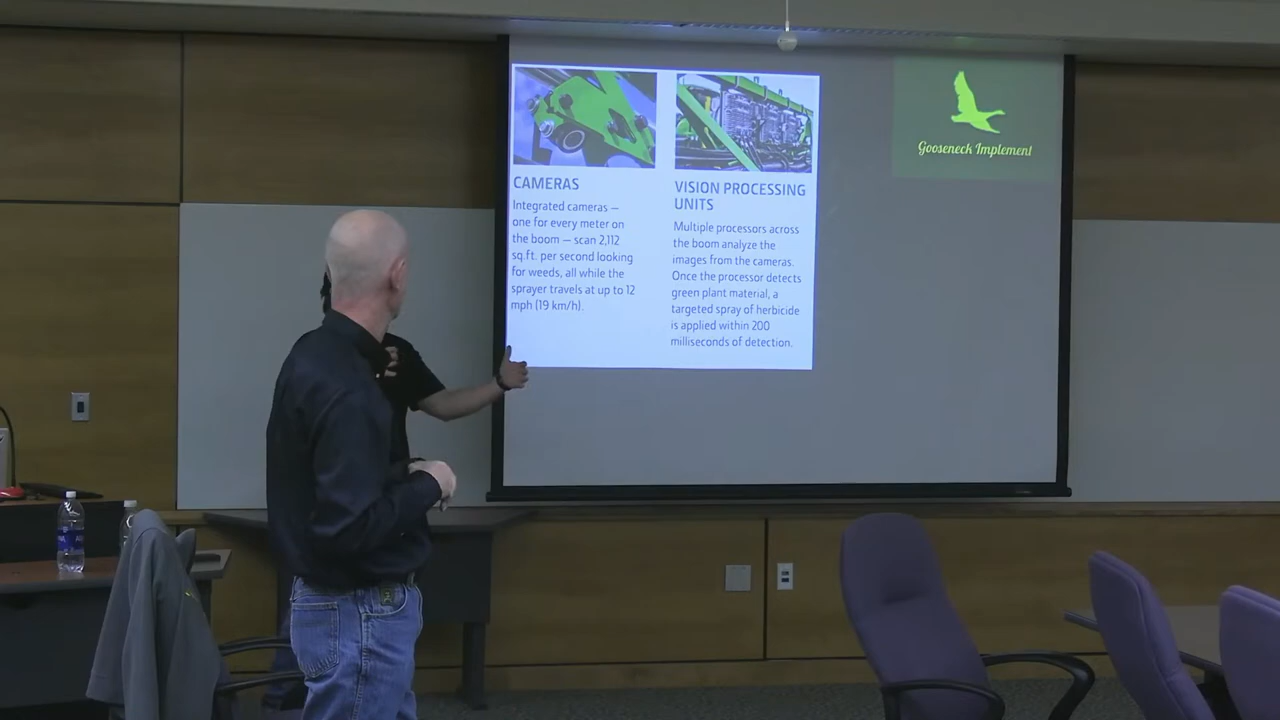 CAMERAS
Integrated cameras –
one for every meter on
the boom – scan 2,112
sq.ft. per second looking
for weeds, all while the
sprayer travels at up to 12
mph (19 km/h).
VISION PROCESSING
UNITS
Multiple processors across
the boom analyze the
images from the cameras.
Once the processor detects
green plant material, a
targeted spray of herbicide
is applied within 200
milliseconds of detection.
Gooseneck Implement